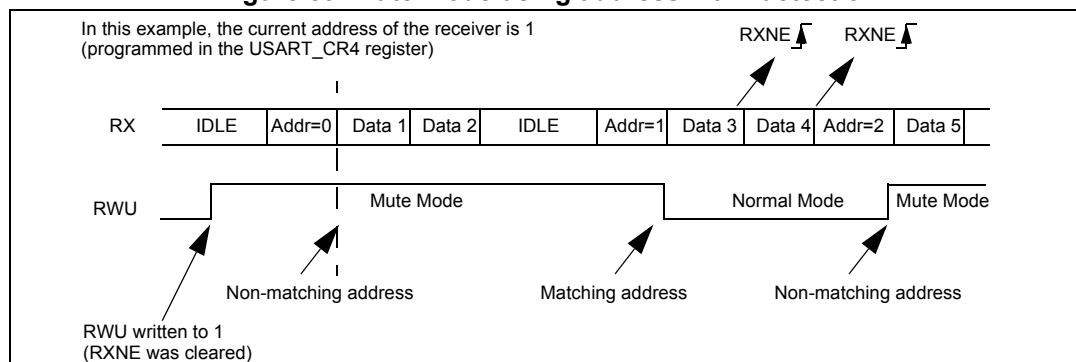 In this example, the current address of the receiver is 1
(programmed in the USART_CR4 register)
RXNE
RXNE
RX
IDLE
Addr=0
Data 1
Data 2
IDLE
Addr=1
Data 3
Data 4
Addr=2
Data 5
RWU
Mute Mode
Normal Mode
Mute Mode
Non-matching address
Matching address
Non-matching address
RWU written to 1
(RXNE was cleared)